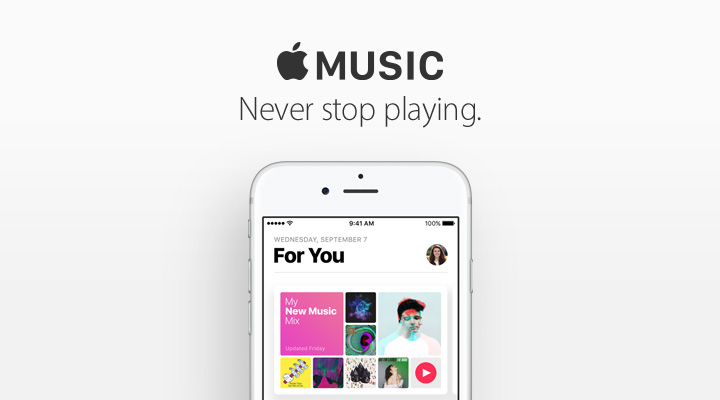 MUSIC
Never stop playing.
9:41 AM
100%
WEDNESDAY, SEPTEMBER 7
For You
My
New Music
Mix
Updated Friday